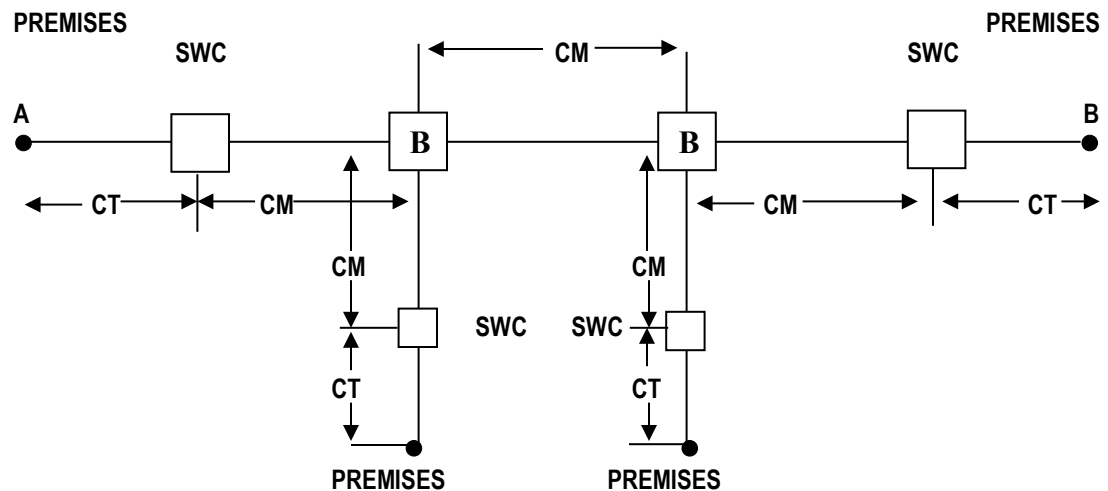 PREMISES PREMISES
SWC CM SWC
A B
B B
CT CM CM CT
CM CM
SWC SWC
CT CT
PREMISES PREMISES